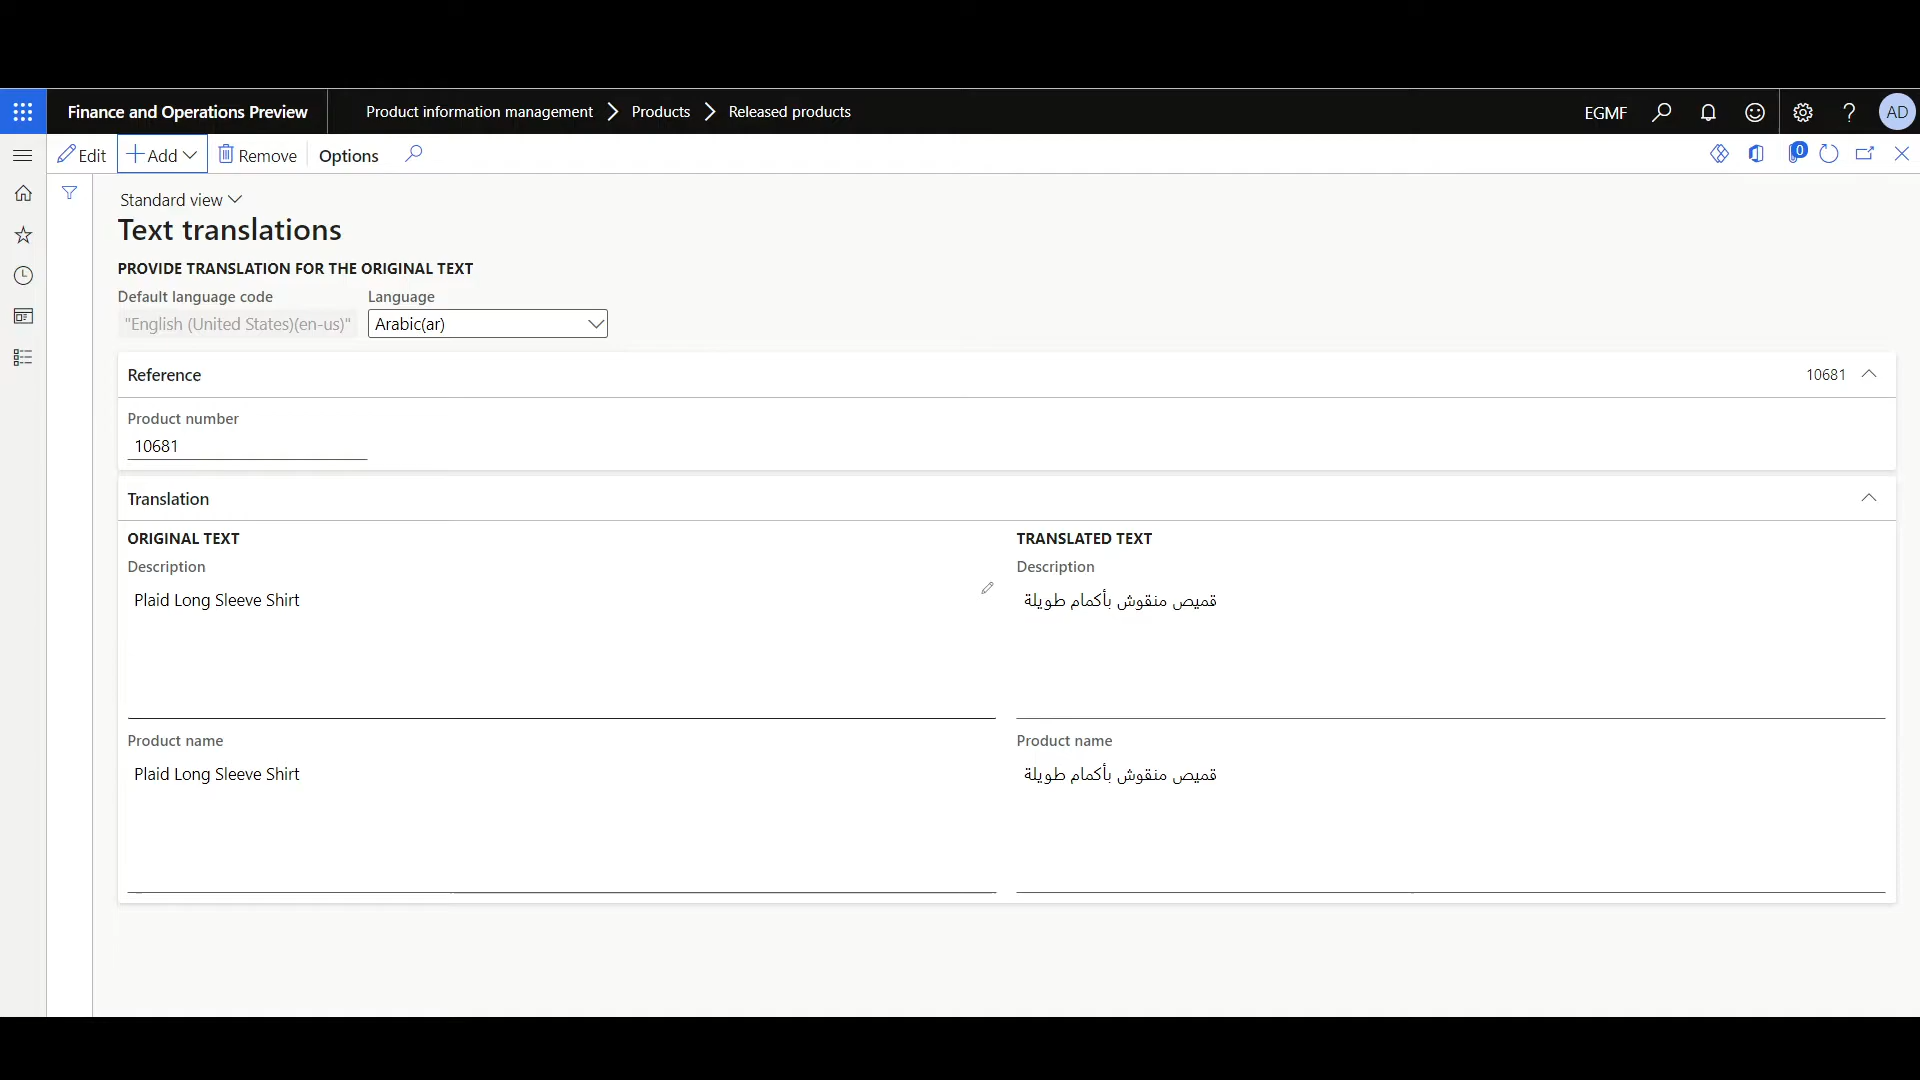 Finance and Operations Preview
Product information management
Products
Released products
EGMF
AD
Edit
Add
Remove
Options
0
Standard view
Text translations
PROVIDE TRANSLATION FOR THE ORIGINAL TEXT
Default language code
Language
"English (United States)(en-us)"
Arabic(ar)
Reference
10681
Product number
10681
Translation
ORIGINAL TEXT
TRANSLATED TEXT
Description
Description
Plaid Long Sleeve Shirt
قميص منقوش بأكمام طويلة
Product name
Product name
Plaid Long Sleeve Shirt
قميص منقوش بأكمام طويلة